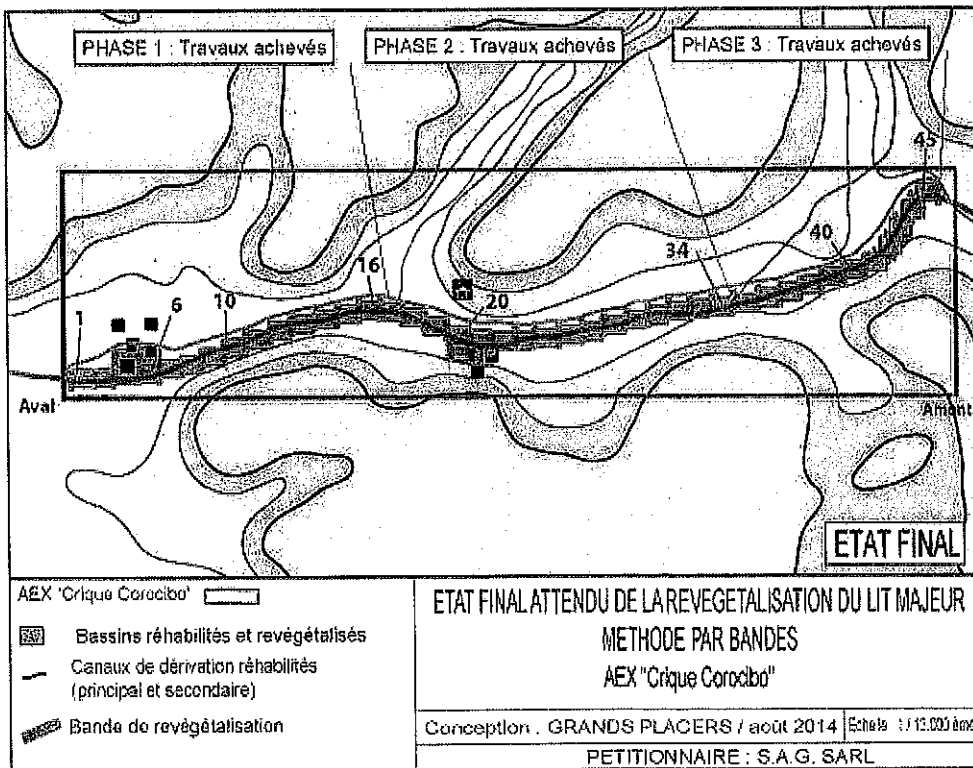 PHASE 1 : Travaux achevés
PHASE 2 : Travaux achevés
PHASE 3 : Travaux achevés
45
40
34
16
20
10
6
1
Aval
Amont
ETAT FINAL
AEX "Crique Corocibo"
Bassins réhabilités et revégétalisés
Canaux de dérivation réhabilités
(principal et secondaire)
Bande de revégétalisation
ETAT FINAL ATTENDU DE LA REVEGETALISATION DU LIT MAJEUR
METHODE PAR BANDES
AEX "Crique Corocibo"
Conception . GRANDS PLACERS / août 2014
Echelle
PETITIONNAIRE : S.A.G. SARL